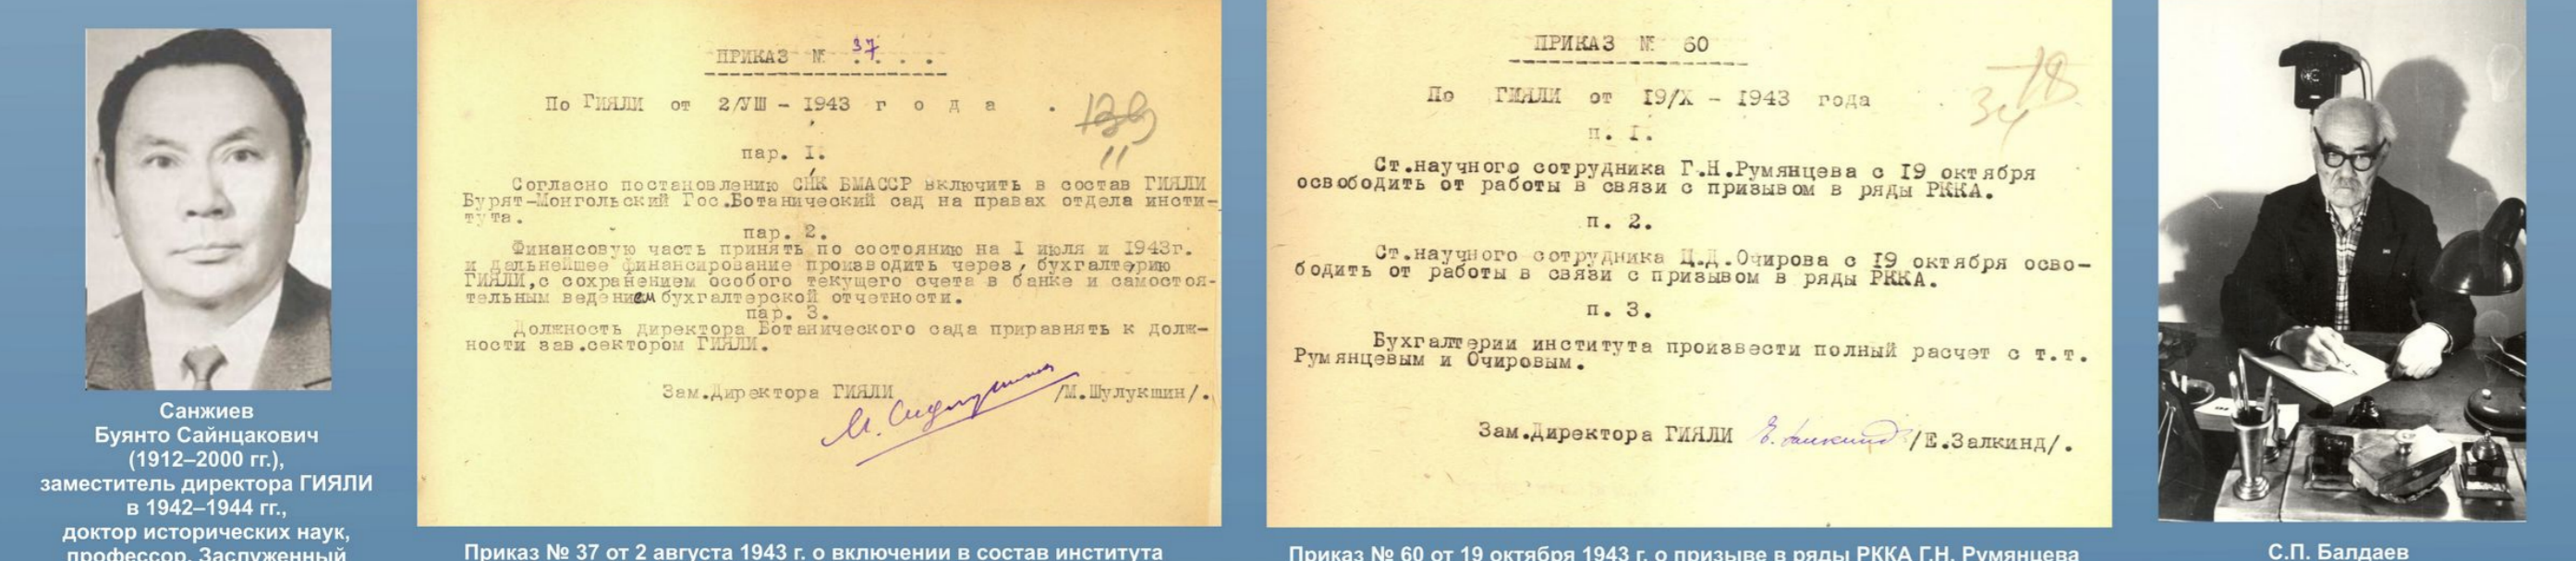 Санжиев
Буянто Сайнцакович
(1912–2000 гг.),
заместитель директора ГИЯЛИ
в 1942–1944 гг.,
доктор исторических наук,
профессор, Заслуженный
ПРИКАЗ № 37 . . . .
По ГИЯЛИ от 2/VIII - 1943 г о д а .
11
пар. I.
Согласно постановлению СНК БМАССР включить в состав ГИЯЛИ
Бурят-Монгольский Гос.Ботанический сад на правах отдела инсти-
тута.
пар. 2.
Финансовую часть принять по состоянию на 1 июля и 1943г.
и дальнейшее финансирование производить через, бухгалтерию
ГИЯЛИ,с сохранением особого текущего счета в банке и самостоя-
тельным ведением бухгалтерской отчетности.
пар. 3.
Должность директора Ботанического сада приравнять к долж-
ности зав.сектором ГИЯЛИ.
Зам.Директора ГИЯЛИ /М.Шулукшин/.
Приказ № 37 от 2 августа 1943 г. о включении в состав института
ПРИКАЗ № 60
По ГИЯЛИ от 19/X - 1943 года
34
п. I.
Ст.научного сотрудника Г.Н.Румянцева с 19 октября
освободить от работы в связи с призывом в ряды РККА.
п. 2.
Ст.научного сотрудника Ц.Д.Очирова с 19 октября осво-
бодить от работы в связи с призывом в ряды РККА.
п. 3.
Бухгалтерии института произвести полный расчет с т.т.
Румянцевым и Очировым.
Зам.Директора ГИЯЛИ /Е.Залкинд/.
Приказ № 60 от 19 октября 1943 г. о призыве в ряды РККА Г.Н. Румянцева
С.П. Балдаев